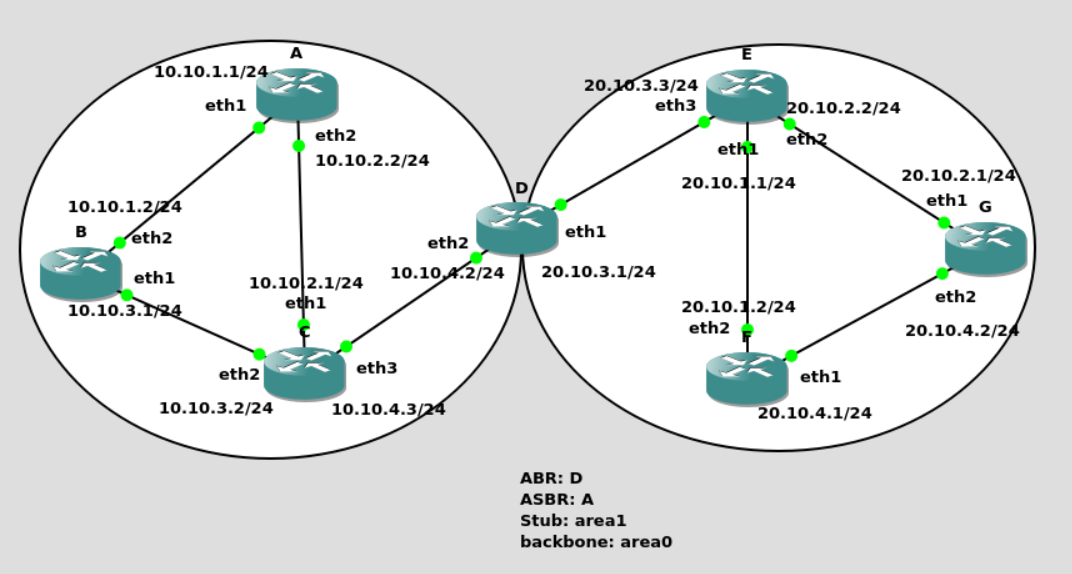 A
10.10.1.1/24
eth1
eth2
10.10.2.2/24
10.10.1.2/24
B
eth2
eth1
10.10.3.1/24
10.10.2.1/24
eth1
C
eth2
eth3
10.10.3.2/24
10.10.4.3/24
D
eth2
10.10.4.2/24
eth1
20.10.3.1/24
E
20.10.3.3/24
eth3
20.10.2.2/24
eth2
eth1
20.10.1.1/24
20.10.2.1/24
eth1
G
eth2
20.10.4.2/24
20.10.1.2/24
eth2
F
eth1
20.10.4.1/24
ABR: D
ASBR: A
Stub: area1
backbone: area0